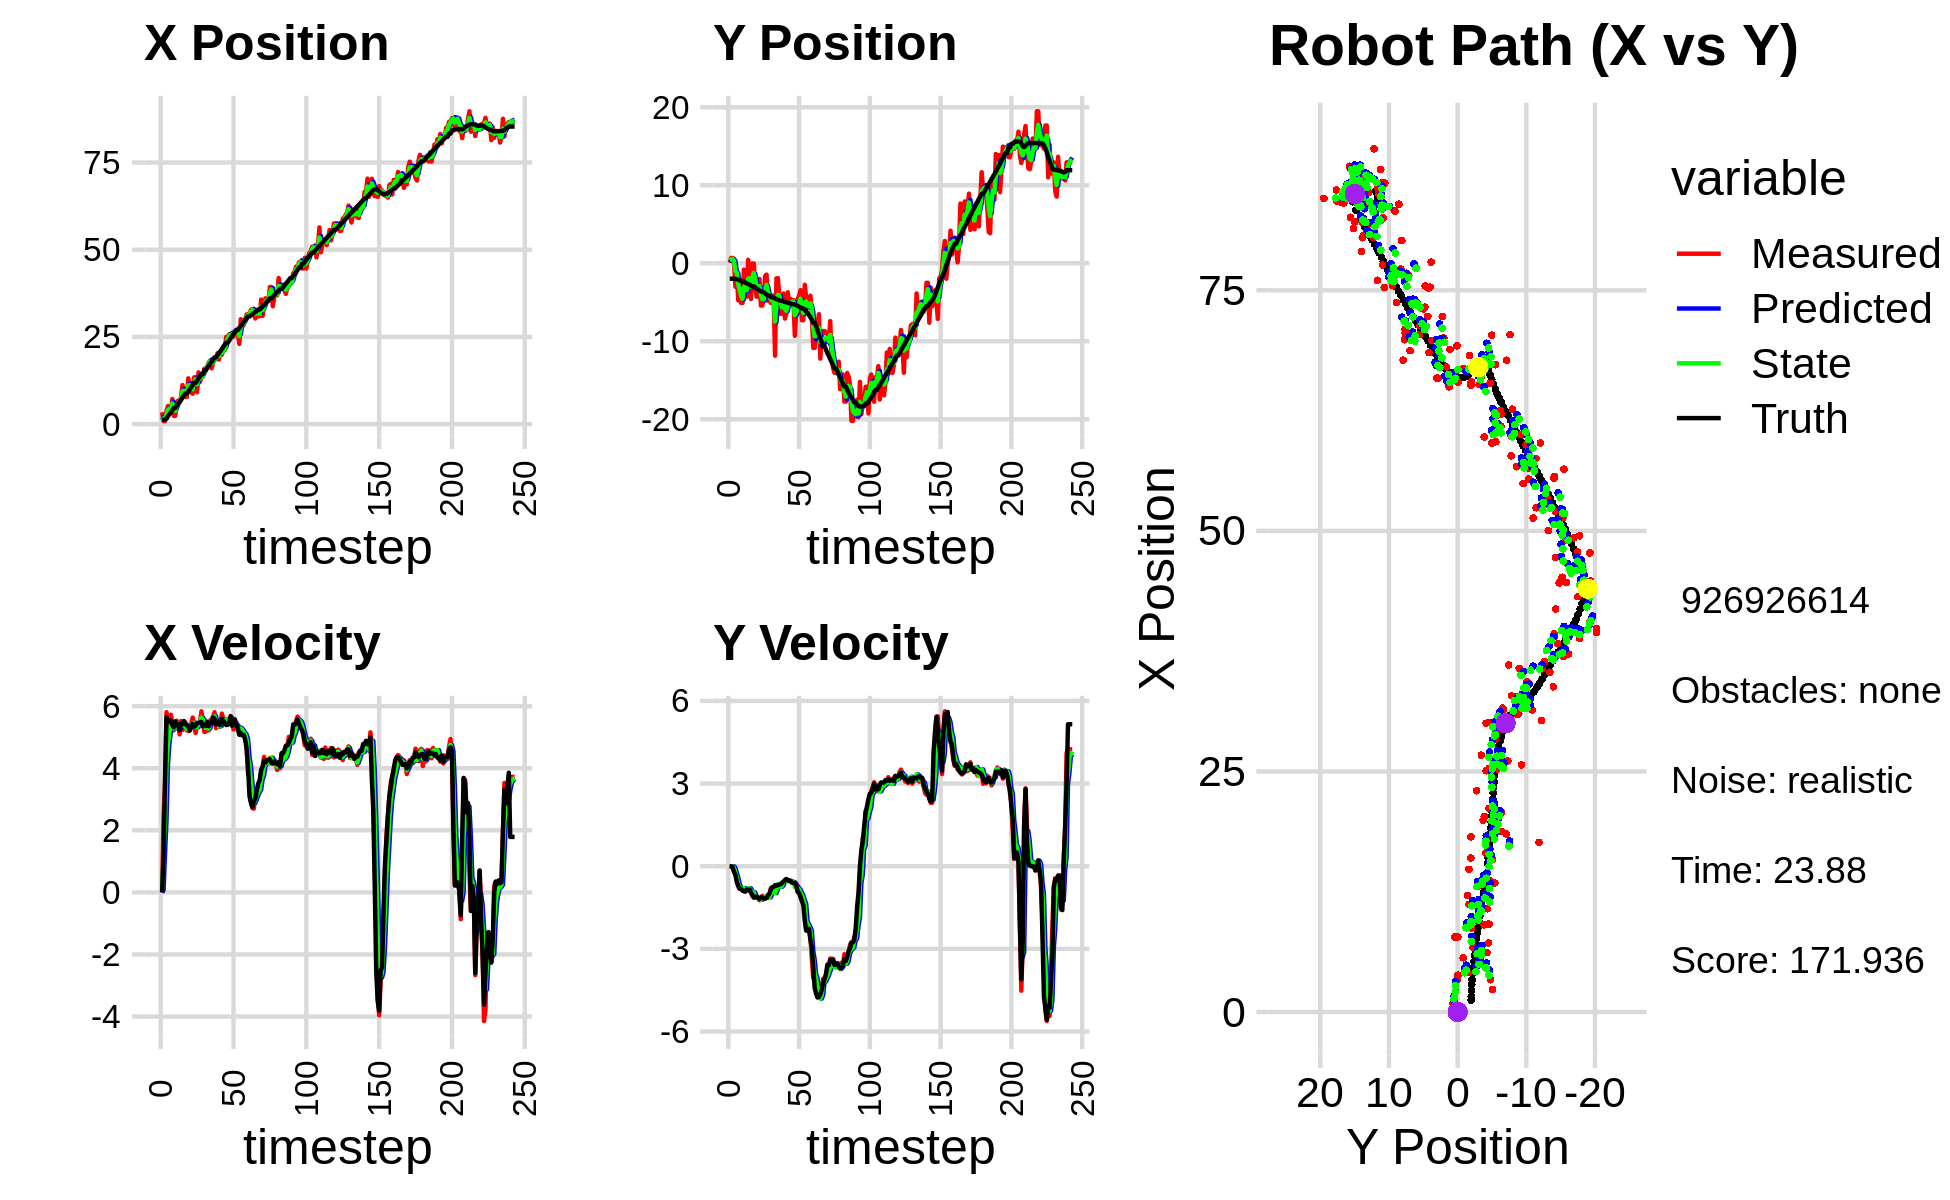 X Position
75
50
25
0
0
50
100
150
200
250
timestep
Y Position
20
10
0
-10
-20
0
50
100
150
200
250
timestep
X Velocity
6
4
2
0
-2
-4
0
50
100
150
200
250
timestep
Y Velocity
6
3
0
-3
-6
0
50
100
150
200
250
timestep
Robot Path (X vs Y)
X Position
75
50
25
0
20 10 0 -10 -20
Y Position
variable
Measured
Predicted
State
Truth
926926614
Obstacles: none
Noise: realistic
Time: 23.88
Score: 171.936